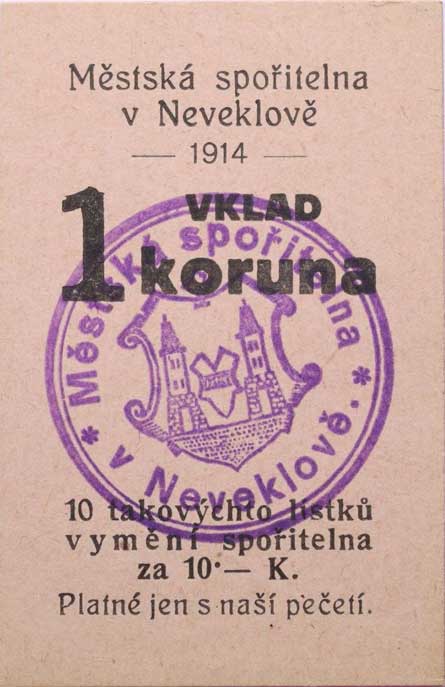 Městská spořitelna
v Neveklově
— 1914 —
VKLAD
1 koruna
* Městská spořitelna *
v Neveklově.
10 takovýchto lístků
vymění spořitelna
za 10·— K.
Platné jen s naší pečetí.